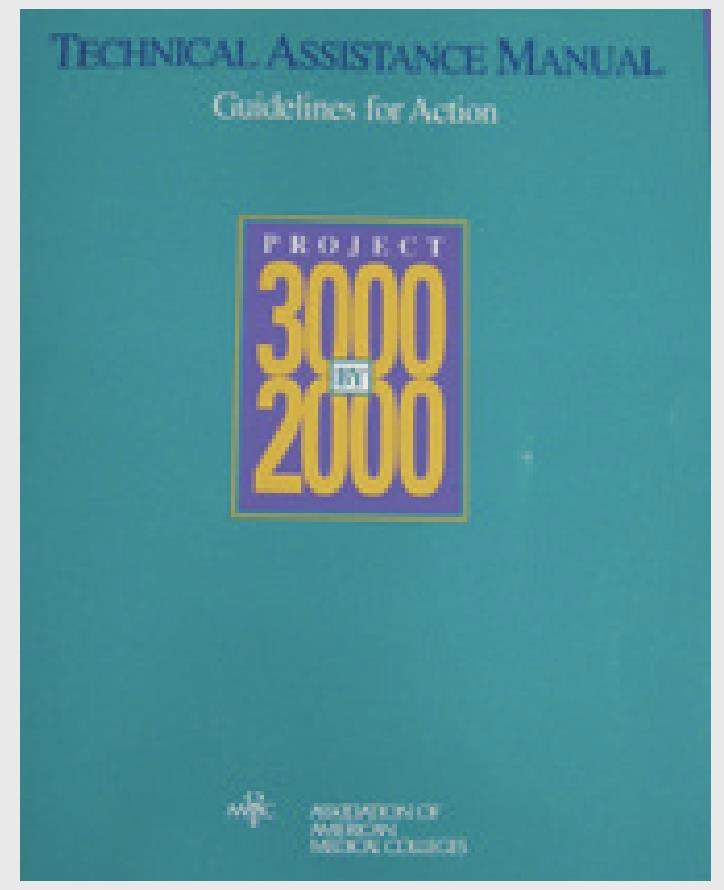 TECHNICAL ASSISTANCE MANUAL
Guidelines for Action
PROJECT
3000
BY
2000
AAMC
ASSOCIATION OF
AMERICAN
MEDICAL COLLEGES